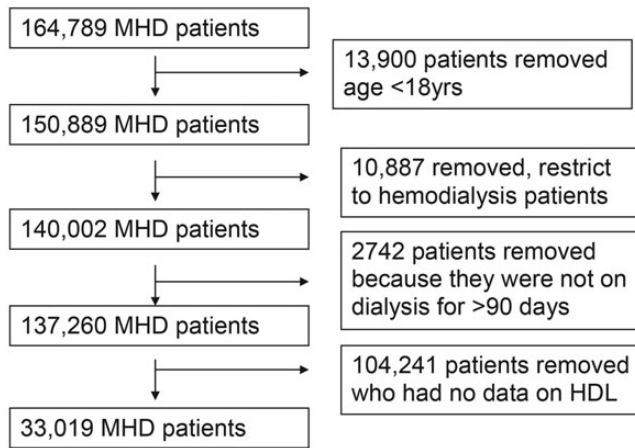 164,789 MHD patients
13,900 patients removed
age <18yrs
150,889 MHD patients
10,887 removed, restrict
to hemodialysis patients
140,002 MHD patients
2742 patients removed
because they were not on
dialysis for >90 days
137,260 MHD patients
104,241 patients removed
who had no data on HDL
33,019 MHD patients